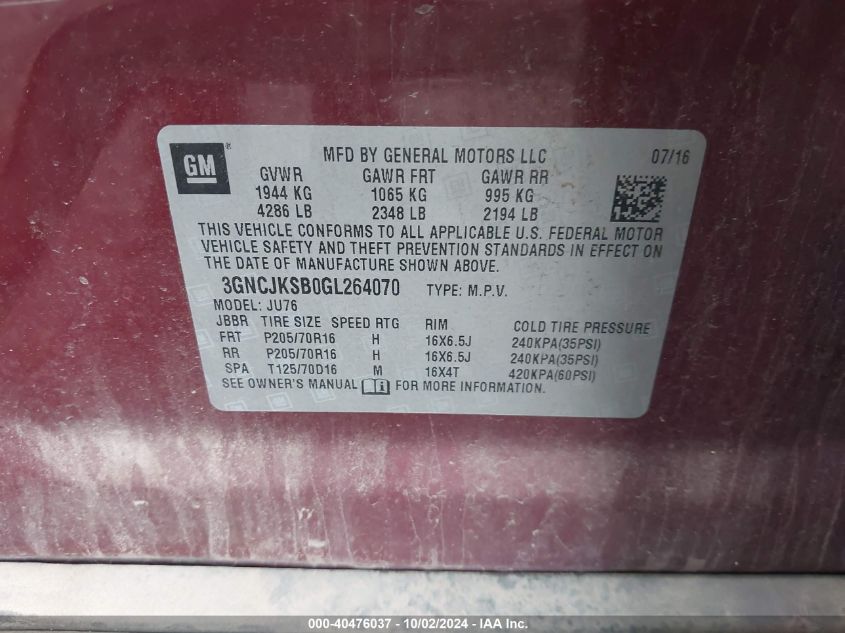 GM
MFD BY GENERAL MOTORS LLC 07/16
GVWR GAWR FRT GAWR RR
1944 KG 1065 KG 995 KG
4286 LB 2348 LB 2194 LB
THIS VEHICLE CONFORMS TO ALL APPLICABLE U.S. FEDERAL MOTOR
VEHICLE SAFETY AND THEFT PREVENTION STANDARDS IN EFFECT ON
THE DATE OF MANUFACTURE SHOWN ABOVE.
3GNCJKSB0GL264070 TYPE: M.P.V.
MODEL: JU76
JBBR TIRE SIZE SPEED RTG RIM COLD TIRE PRESSURE
FRT P205/70R16 H 16X6.5J 240KPA(35PSI)
RR P205/70R16 H 16X6.5J 240KPA(35PSI)
SPA T125/70D16 M 16X4T 420KPA(60PSI)
SEE OWNER'S MANUAL FOR MORE INFORMATION.
000-40476037 - 10/02/2024 - IAA Inc.